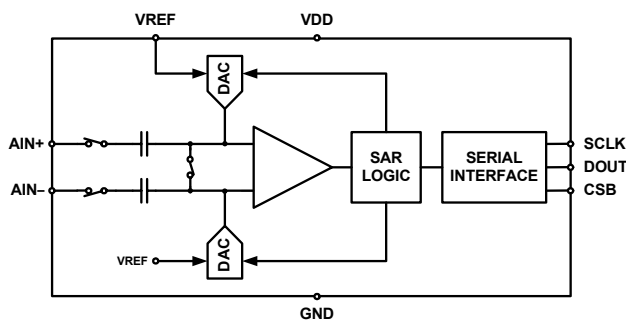 VREF
VDD
DAC
AIN+
AIN–
SAR
LOGIC
SERIAL
INTERFACE
SCLK
DOUT
CSB
VREF
DAC
GND